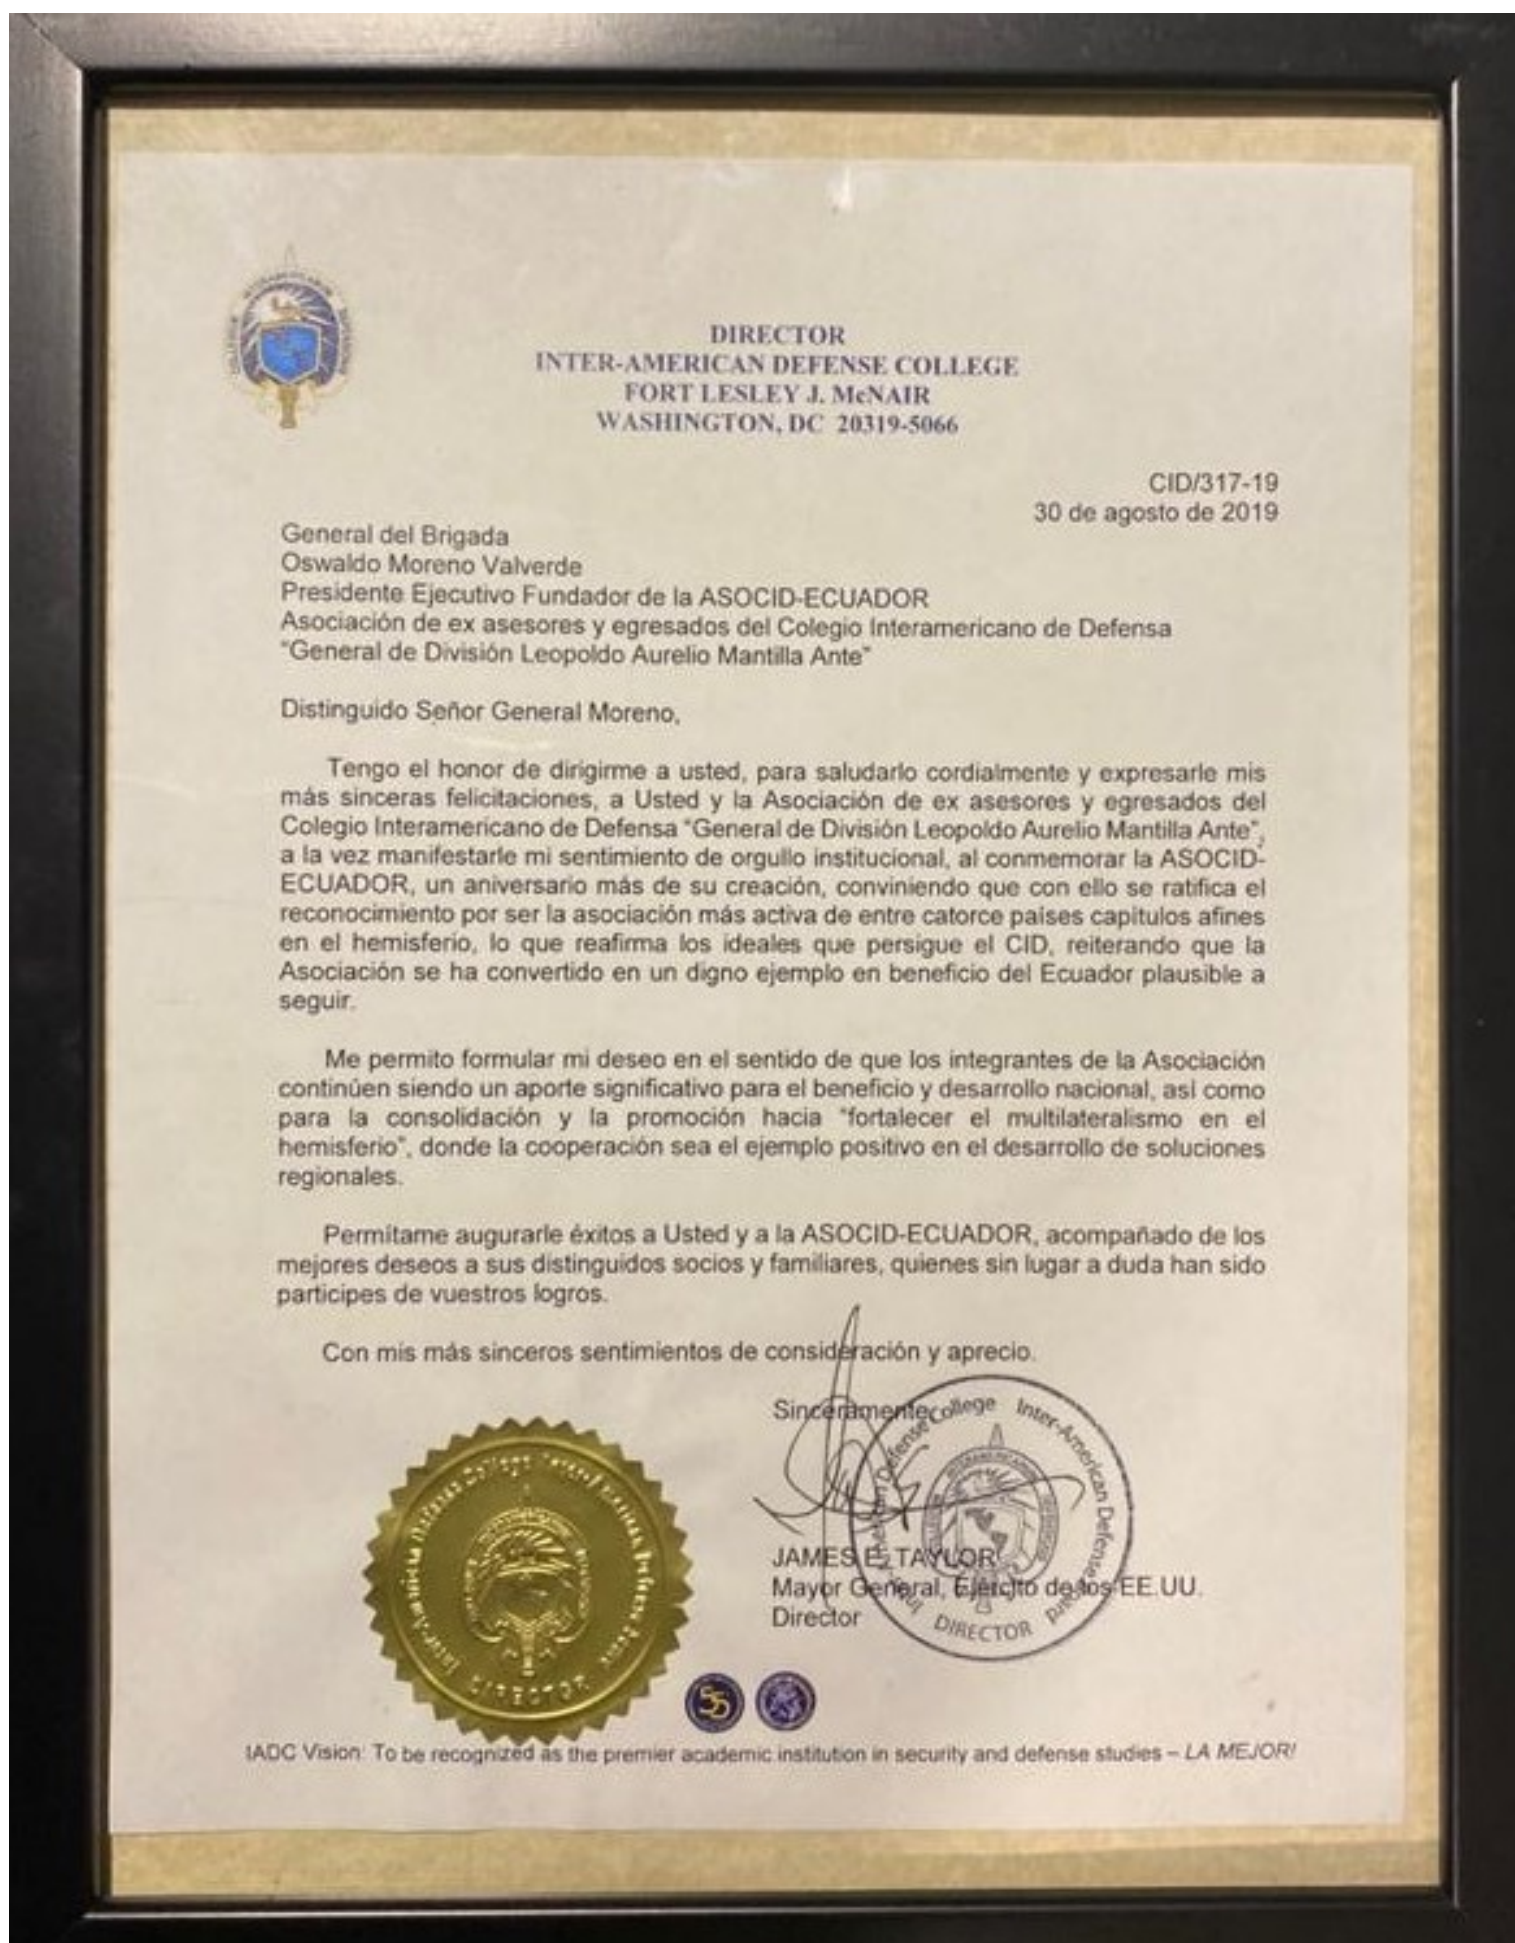 DIRECTOR
INTER-AMERICAN DEFENSE COLLEGE
FORT LESLEY J. McNAIR
WASHINGTON, DC 20319-5066
CID/317-19
30 de agosto de 2019
General del Brigada
Oswaldo Moreno Valverde
Presidente Ejecutivo Fundador de la ASOCID-ECUADOR
Asociación de ex asesores y egresados del Colegio Interamericano de Defensa
"General de División Leopoldo Aurelio Mantilla Ante"
Distinguido Señor General Moreno,
Tengo el honor de dirigirme a usted, para saludarlo cordialmente y expresarle mis
más sinceras felicitaciones, a Usted y la Asociación de ex asesores y egresados del
Colegio Interamericano de Defensa "General de División Leopoldo Aurelio Mantilla Ante",
a la vez manifestarle mi sentimiento de orgullo institucional, al conmemorar la ASOCID-
ECUADOR, un aniversario más de su creación, conviniendo que con ello se ratifica el
reconocimiento por ser la asociación más activa de entre catorce países capítulos afines
en el hemisferio, lo que reafirma los ideales que persigue el CID, reiterando que la
Asociación se ha convertido en un digno ejemplo en beneficio del Ecuador plausible a
seguir.
Me permito formular mi deseo en el sentido de que los integrantes de la Asociación
continúen siendo un aporte significativo para el beneficio y desarrollo nacional, así como
para la consolidación y la promoción hacia "fortalecer el multilateralismo en el
hemisferio", donde la cooperación sea el ejemplo positivo en el desarrollo de soluciones
regionales.
Permítame augurarle éxitos a Usted y a la ASOCID-ECUADOR, acompañado de los
mejores deseos a sus distinguidos socios y familiares, quienes sin lugar a duda han sido
participes de vuestros logros.
Con mis más sinceros sentimientos de consideración y aprecio.
Sinceramente
Inter-American Defense College Inter-American Defense Board
DIRECTOR
JAMES E. TAYLOR
Mayor General, Ejército de los EE.UU.
Director
Inter-American Defense College Inter-American Defense Board
DIRECTOR
55
IADC Vision: To be recognized as the premier academic institution in security and defense studies – LA MEJOR!